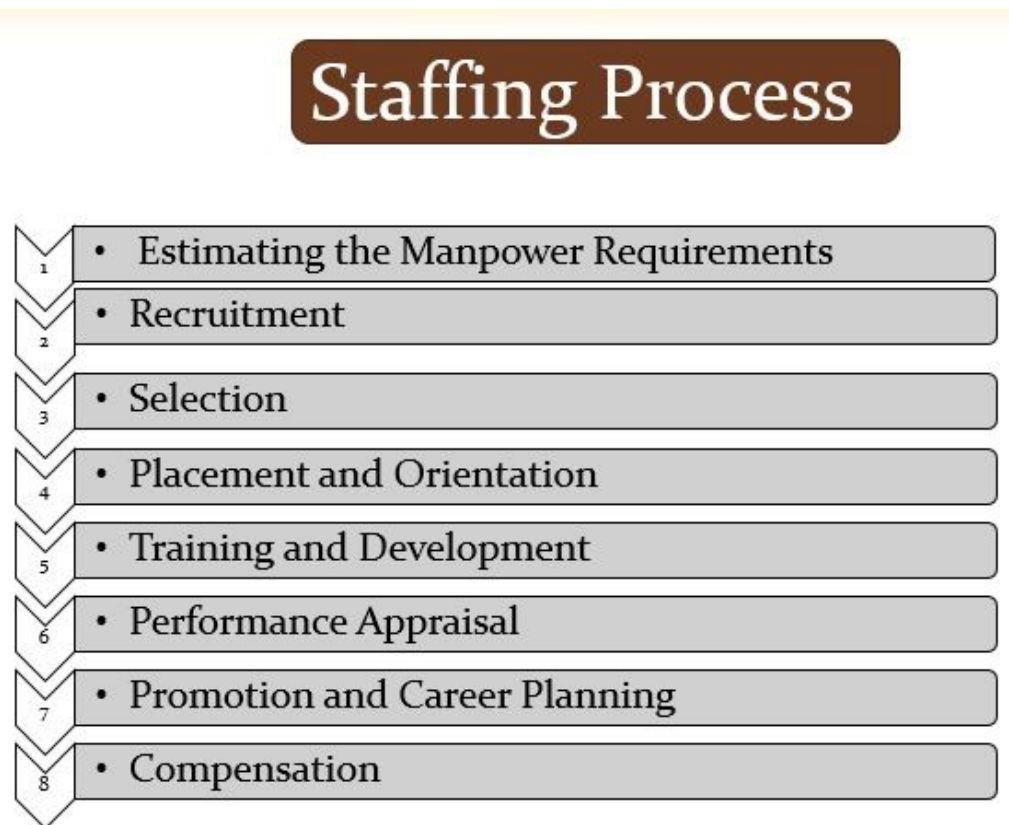 Staffing Process
1 • Estimating the Manpower Requirements
2 • Recruitment
3 • Selection
4 • Placement and Orientation
5 • Training and Development
6 • Performance Appraisal
7 • Promotion and Career Planning
8 • Compensation